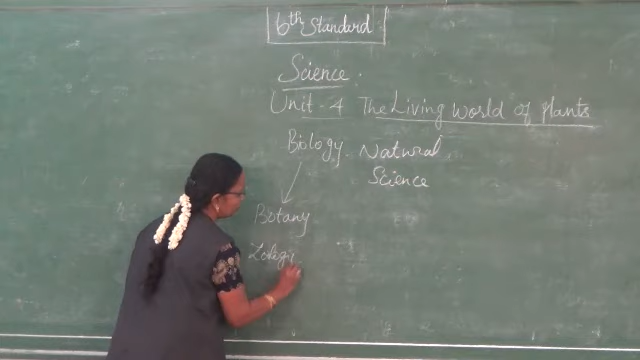 6th Standard
Science :
Unit - 4 The Living World of Plants
Biology - Natural
Science
Botany